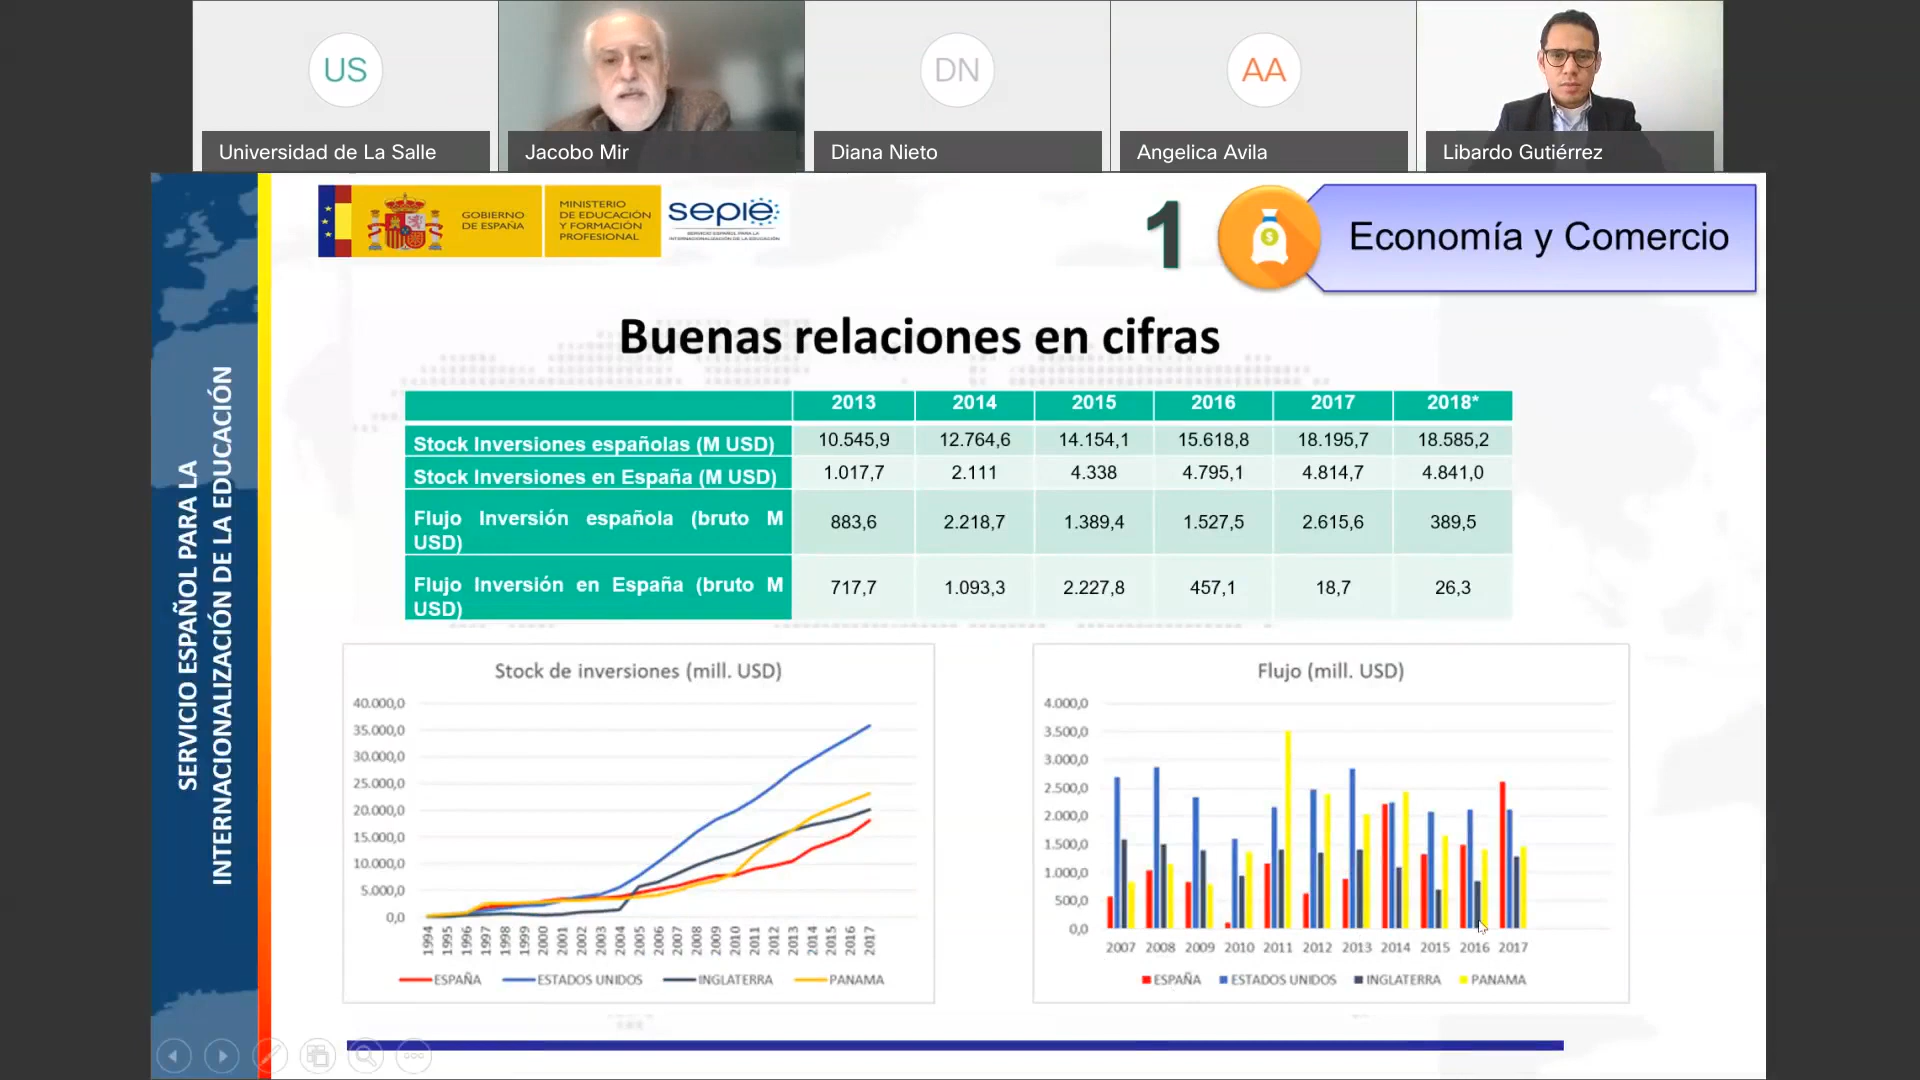 US
DN
AA
Universidad de La Salle
Jacobo Mir
Diana Nieto
Angelica Avila
Libardo Gutiérrez
GOBIERNO
DE ESPAÑA
MINISTERIO
DE EDUCACIÓN
Y FORMACIÓN
PROFESIONAL
sepie
SERVICIO ESPAÑOL PARA LA
INTERNACIONALIZACIÓN DE LA EDUCACIÓN
1
$
Economía y Comercio
SERVICIO ESPAÑOL PARA LA
INTERNACIONALIZACIÓN DE LA EDUCACIÓN
Buenas relaciones en cifras
2013 2014 2015 2016 2017 2018*
Stock Inversiones españolas (M USD) 10.545,9 12.764,6 14.154,1 15.618,8 18.195,7 18.585,2
Stock Inversiones en España (M USD) 1.017,7 2.111 4.338 4.795,1 4.814,7 4.841,0
Flujo Inversión española (bruto M
USD) 883,6 2.218,7 1.389,4 1.527,5 2.615,6 389,5
Flujo Inversión en España (bruto M
USD) 717,7 1.093,3 2.227,8 457,1 18,7 26,3
Stock de inversiones (mill. USD)
40.000,0
35.000,0
30.000,0
25.000,0
20.000,0
15.000,0
10.000,0
5.000,0
0,0
1994 1995 1996 1997 1998 1999 2000 2001 2002 2003 2004 2005 2006 2007 2008 2009 2010 2011 2012 2013 2014 2015 2016 2017
ESPAÑA ESTADOS UNIDOS INGLATERRA PANAMA
Flujo (mill. USD)
4.000,0
3.500,0
3.000,0
2.500,0
2.000,0
1.500,0
1.000,0
500,0
0,0
2007 2008 2009 2010 2011 2012 2013 2014 2015 2016 2017
ESPAÑA ESTADOS UNIDOS INGLATERRA PANAMA